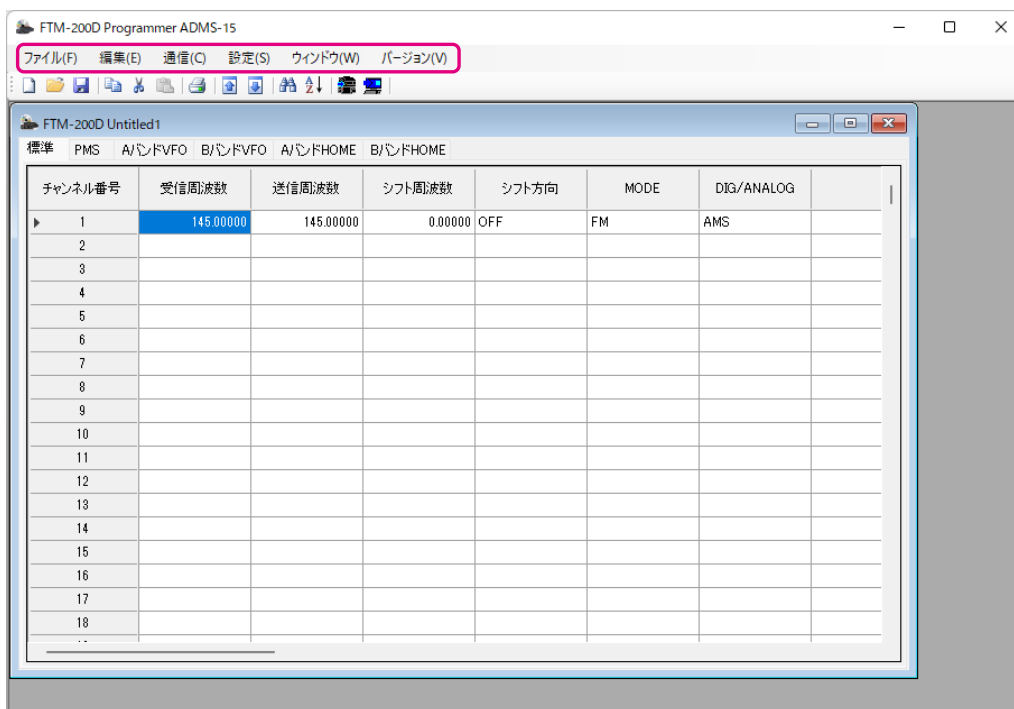 FTM-200D Programmer ADMS-15
ファイル(F) 編集(E) 通信(C) 設定(S) ウィンドウ(W) バージョン(V)
FTM-200D Untitled1
標準 PMS AバンドVFO BバンドVFO AバンドHOME BバンドHOME
チャンネル番号 受信周波数 送信周波数 シフト周波数 シフト方向 MODE DIG/ANALOG
1 145.00000 145.00000 0.00000 OFF FM AMS
2
3
4
5
6
7
8
9
10
11
12
13
14
15
16
17
18